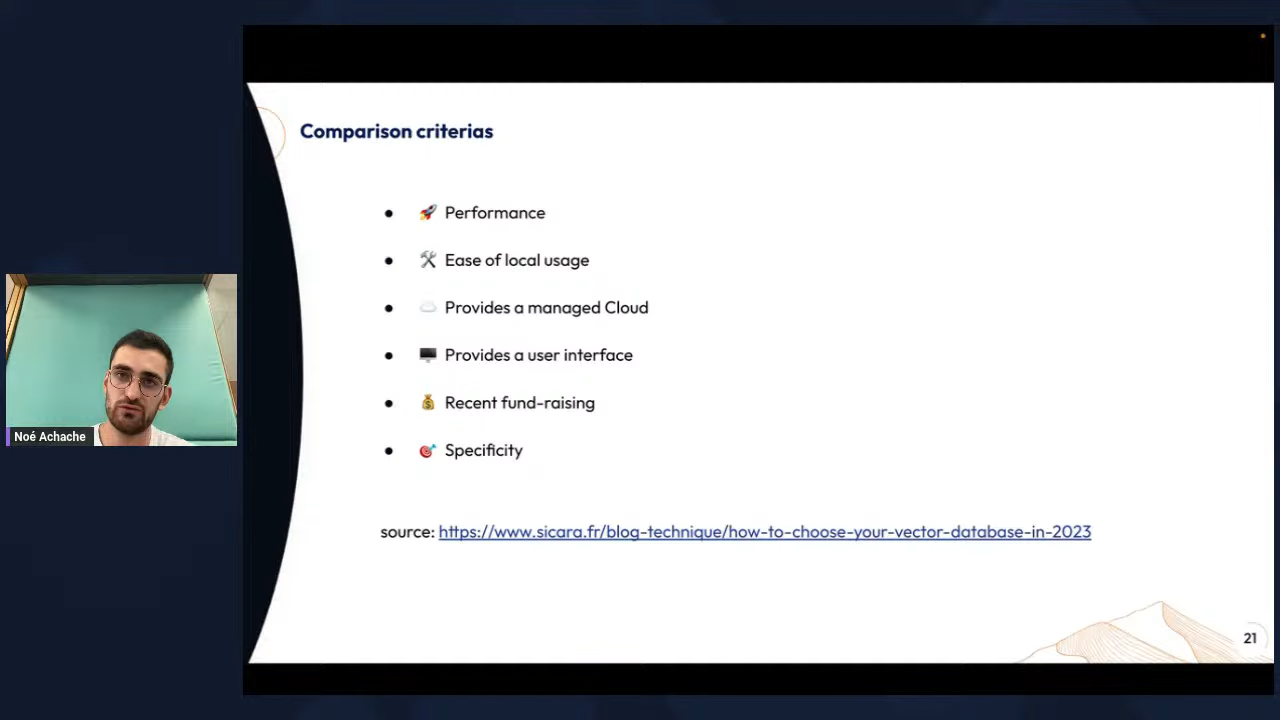 Comparison criterias
● 🚀 Performance
● 🛠 Ease of local usage
● ☁️ Provides a managed Cloud
● 🖥 Provides a user interface
● 💰 Recent fund-raising
● 🎯 Specificity
source: https://www.sicara.fr/blog-technique/how-to-choose-your-vector-database-in-2023
Noé Achache
21